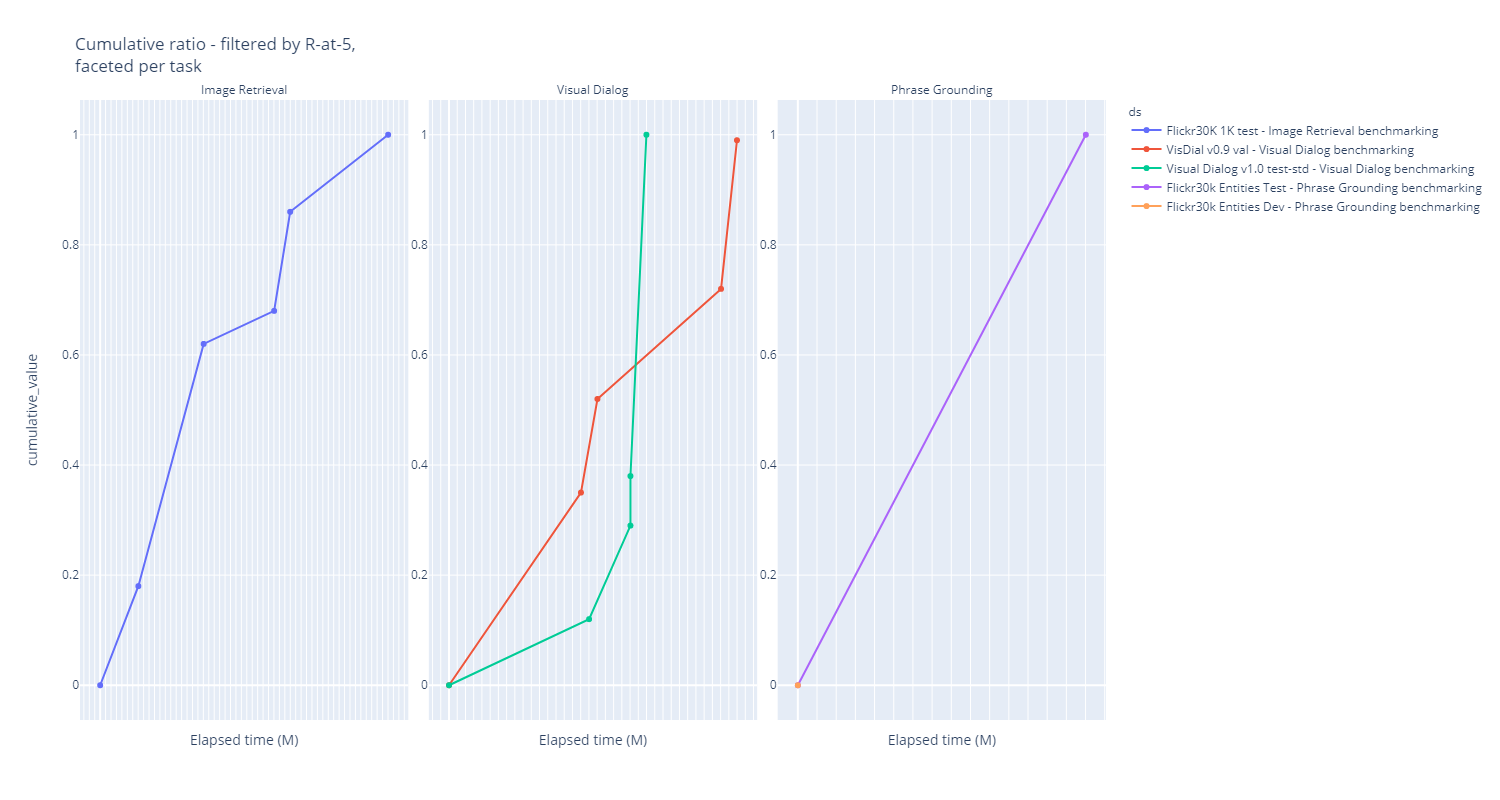 Cumulative ratio - filtered by R-at-5,
faceted per task
Image Retrieval
Visual Dialog
Phrase Grounding
cumulative_value
1
0.8
0.6
0.4
0.2
0
1
0.8
0.6
0.4
0.2
0
1
0.8
0.6
0.4
0.2
0
Elapsed time (M)
Elapsed time (M)
Elapsed time (M)
ds
Flickr30K 1K test - Image Retrieval benchmarking
VisDial v0.9 val - Visual Dialog benchmarking
Visual Dialog v1.0 test-std - Visual Dialog benchmarking
Flickr30k Entities Test - Phrase Grounding benchmarking
Flickr30k Entities Dev - Phrase Grounding benchmarking